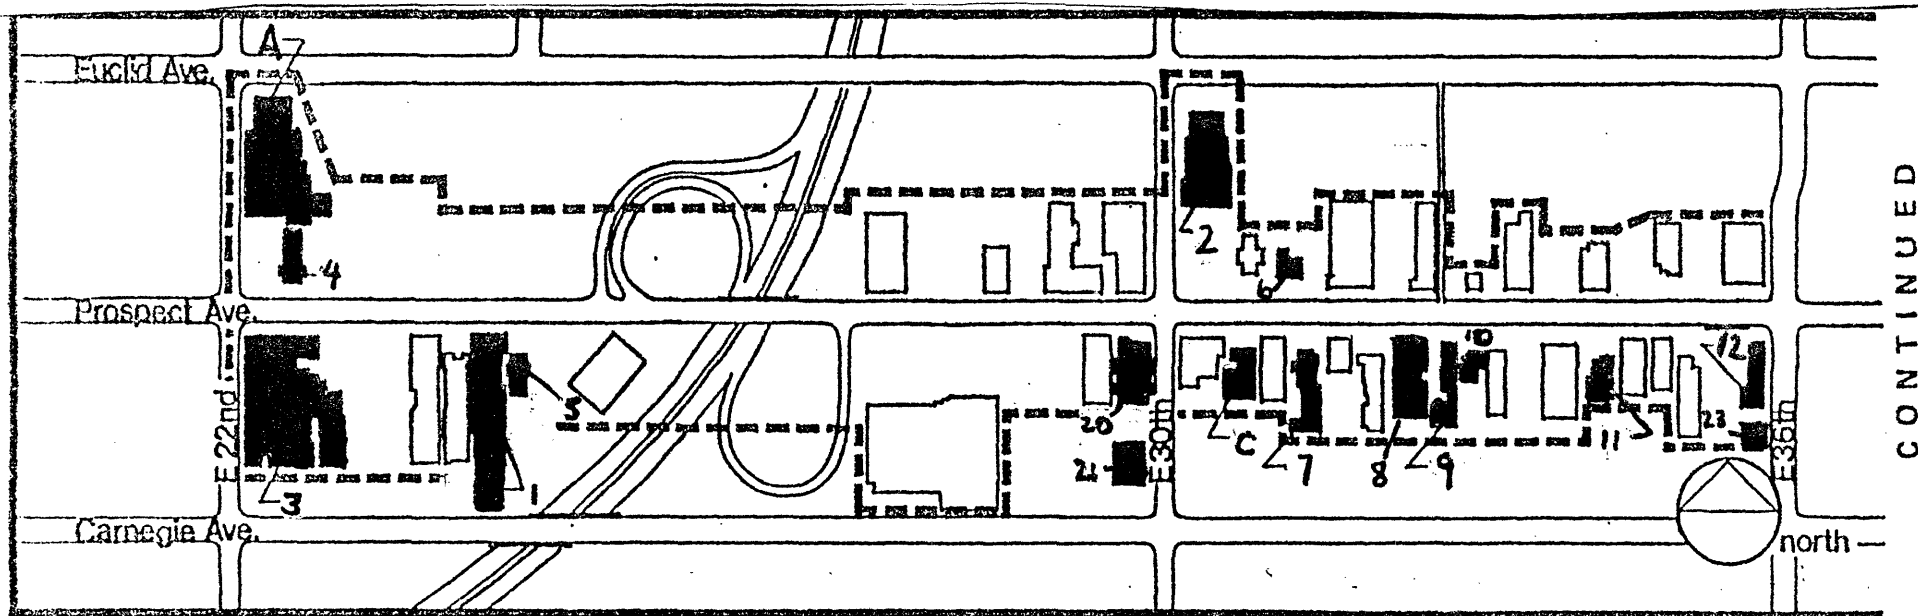 A
Euclid Ave.
2
4
6
Prospect Ave.
10
12
5
20
C
11
23
21
7
8
9
E 22nd
E 30th
E 36th
3
1
Carnegie Ave.
north
CONTINUED